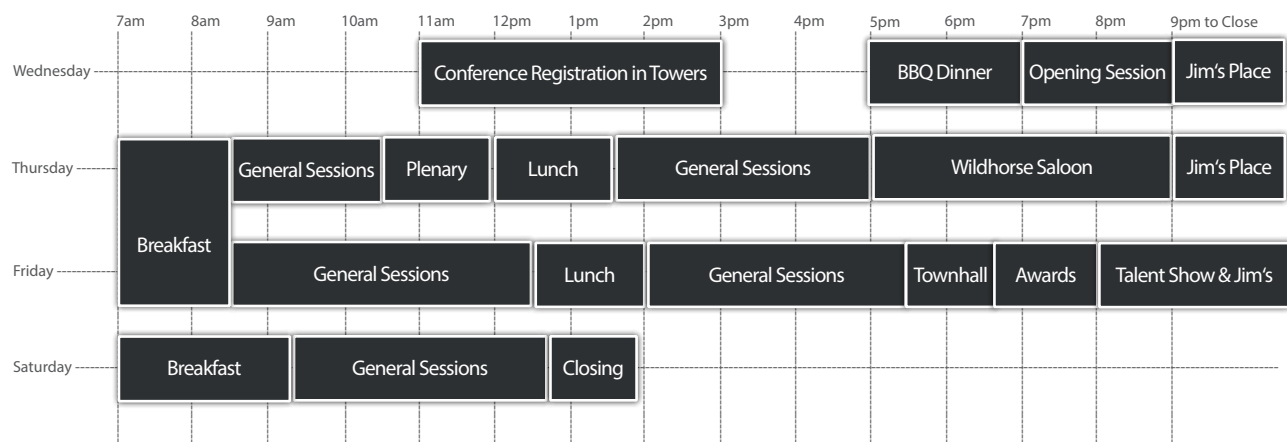 7am 8am 9am 10am 11am 12pm 1pm 2pm 3pm 4pm 5pm 6pm 7pm 8pm 9pm to Close
Wednesday Conference Registration in Towers BBQ Dinner Opening Session Jim's Place
Thursday General Sessions Plenary Lunch General Sessions Wildhorse Saloon Jim's Place
Breakfast
Friday General Sessions Lunch General Sessions Townhall Awards Talent Show & Jim's
Saturday Breakfast General Sessions Closing